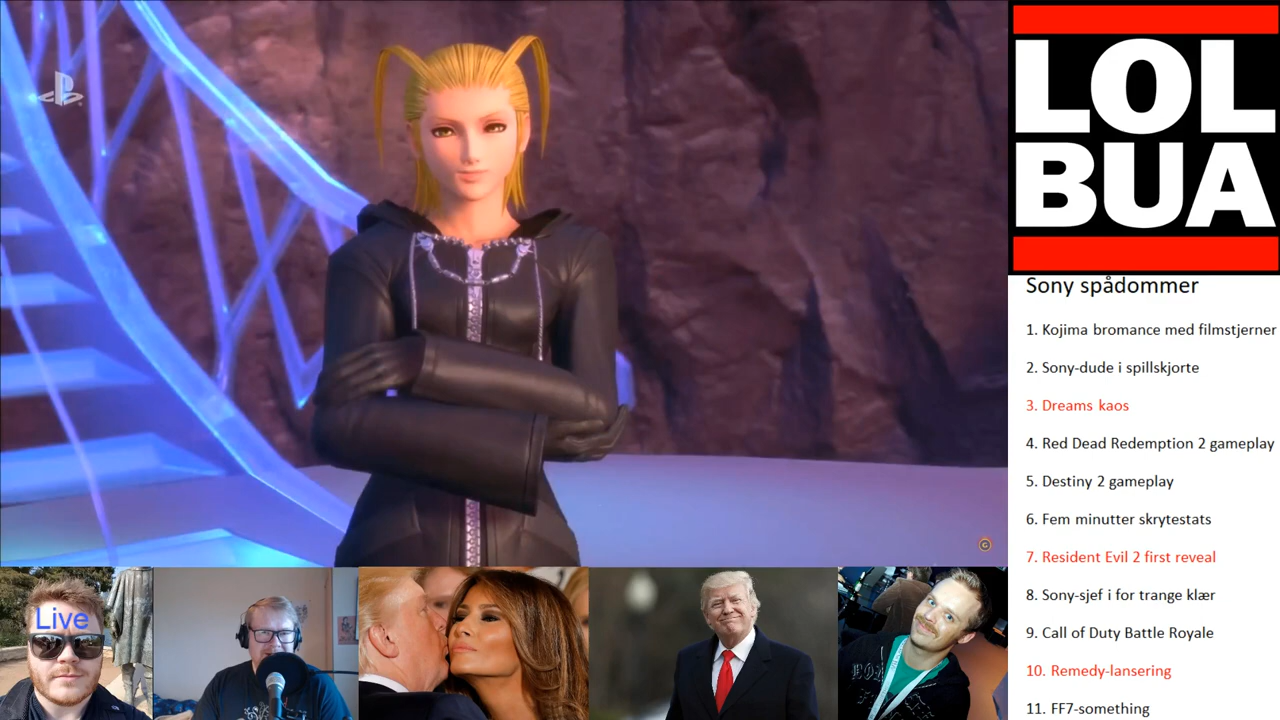 LOL
BUA
Sony spådommer
1. Kojima bromance med filmstjerner
2. Sony-dude i spillskjorte
3. Dreams kaos
4. Red Dead Redemption 2 gameplay
5. Destiny 2 gameplay
6. Fem minutter skrytestats
7. Resident Evil 2 first reveal
8. Sony-sjef i for trange klær
9. Call of Duty Battle Royale
10. Remedy-lansering
11. FF7-something
Live